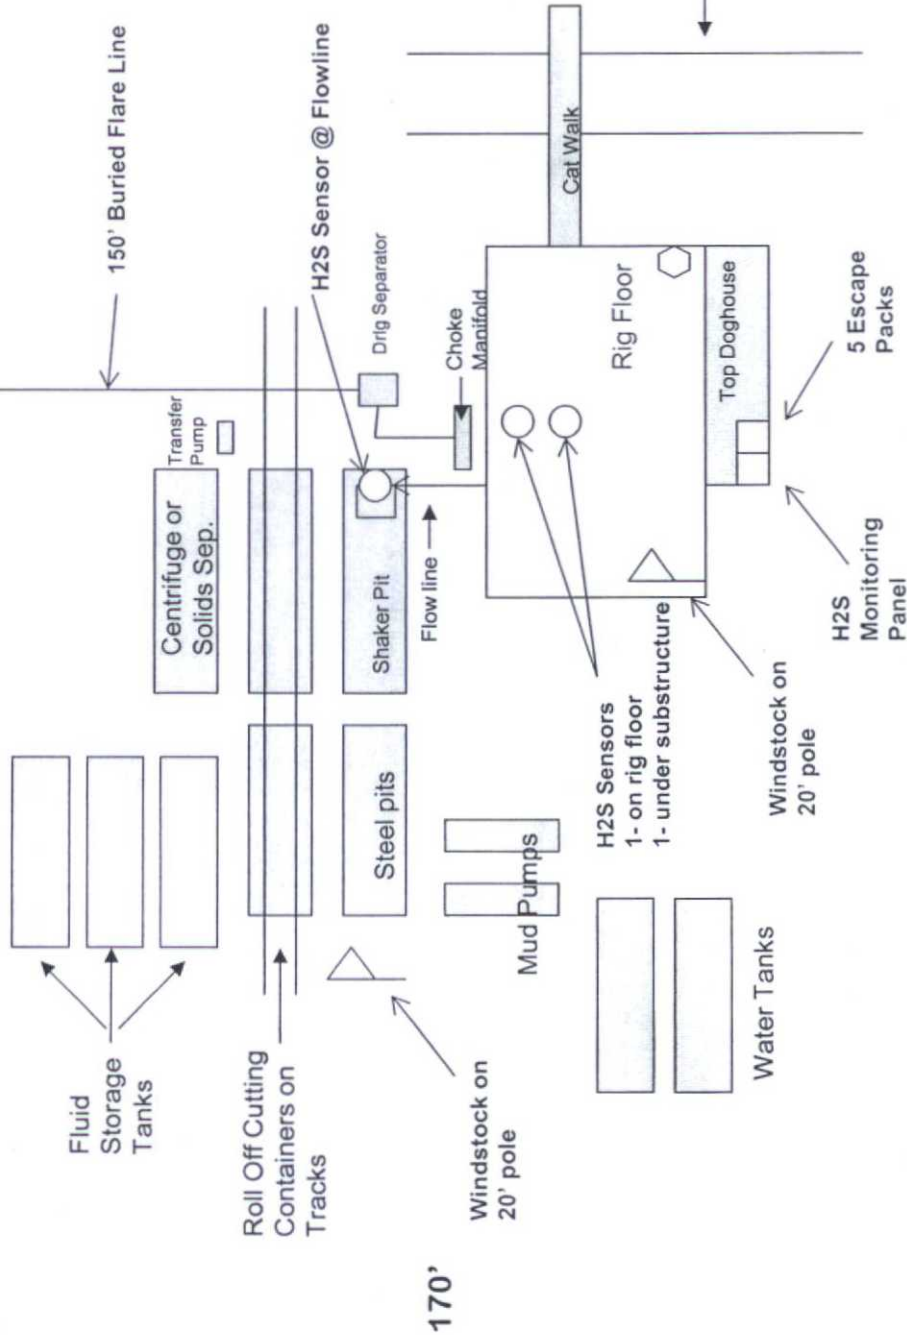 150' Buried Flare Line
H2S Sensor @ Flowline
Cat Walk
Drlg Separator
Choke
Manifold
Transfer
Pump
Rig Floor
Top Doghouse
5 Escape
Packs
Centrifuge or
Solids Sep.
Shaker Pit
Flow line
H2S
Monitoring
Panel
H2S Sensors
1- on rig floor
1- under substructure
Windstock on
20' pole
Steel pits
Mud Pumps
Water Tanks
Fluid
Storage
Tanks
Roll Off Cutting
Containers on
Tracks
Windstock on
20' pole
170'